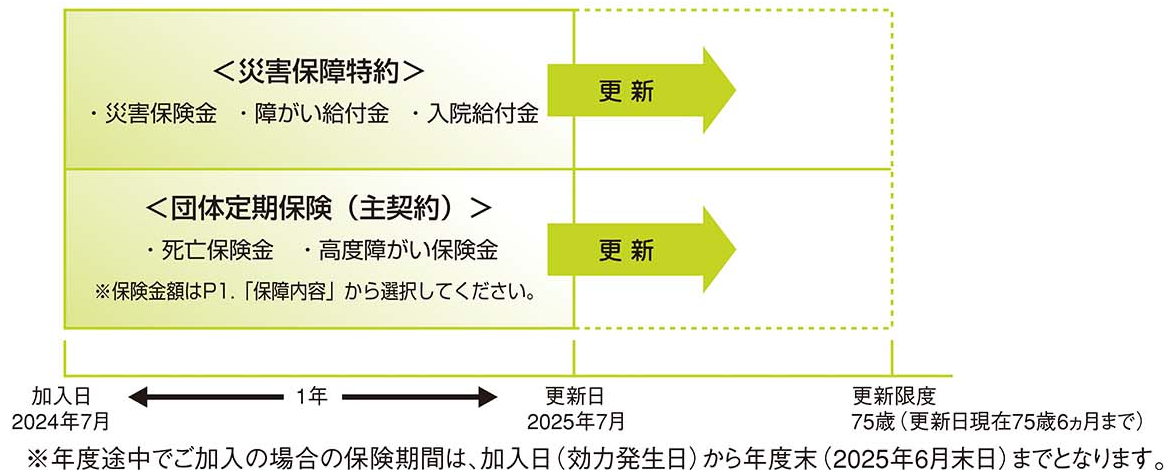 ＜災害保障特約＞
・災害保険金 ・障がい給付金 ・入院給付金
更 新
＜団体定期保険（主契約）＞
・死亡保険金 ・高度障がい保険金
※保険金額はP1.「保障内容」から選択してください。
更 新
加入日
2024年7月
1年
更新日
2025年7月
更新限度
75歳（更新日現在75歳6ヵ月まで）
※年度途中でご加入の場合の保険期間は、加入日（効力発生日）から年度末（2025年6月末日）までとなります。